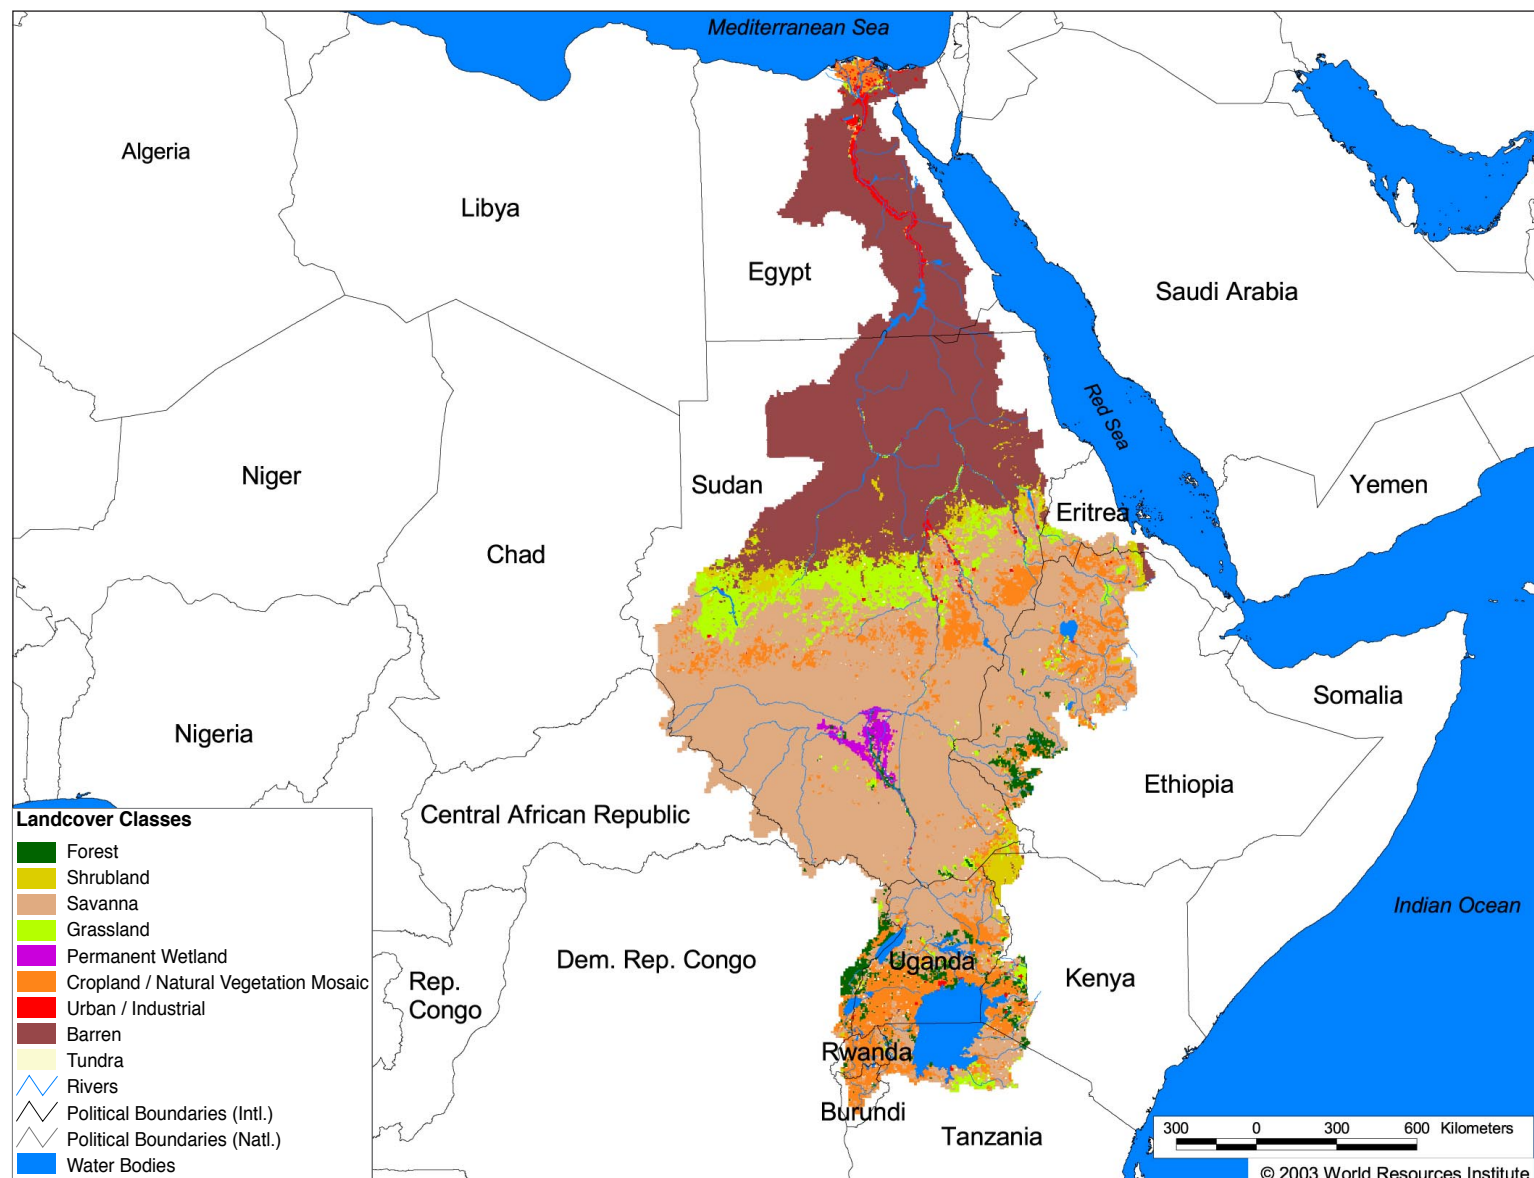 Mediterranean Sea
Algeria
Libya
Egypt
Saudi Arabia
Red Sea
Niger
Sudan
Yemen
Eritrea
Chad
Somalia
Nigeria
Ethiopia
Central African Republic
Landcover Classes
Forest
Shrubland
Savanna
Grassland
Permanent Wetland
Cropland / Natural Vegetation Mosaic
Urban / Industrial
Barren
Tundra
Rivers
Political Boundaries (Intl.)
Political Boundaries (Natl.)
Water Bodies
Indian Ocean
Dem. Rep. Congo
Uganda
Rep.
Congo
Kenya
Rwanda
Burundi
Tanzania
300 0 300 600 Kilometers
© 2003 World Resources Institute